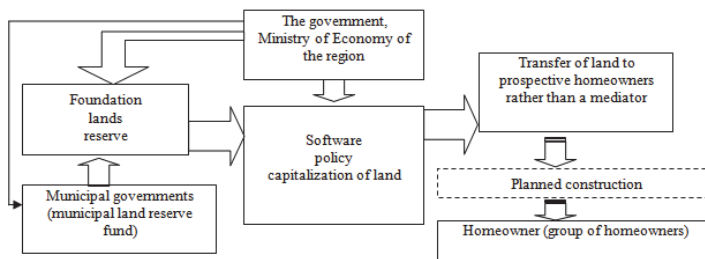 The government,
Ministry of Economy of
the region
Foundation
lands
reserve
Software
policy
capitalization of land
Transfer of land to
prospective homeowners
rather than a mediator
Municipal governments
(municipal land reserve
fund)
Planned construction
Homeowner (group of homeowners)